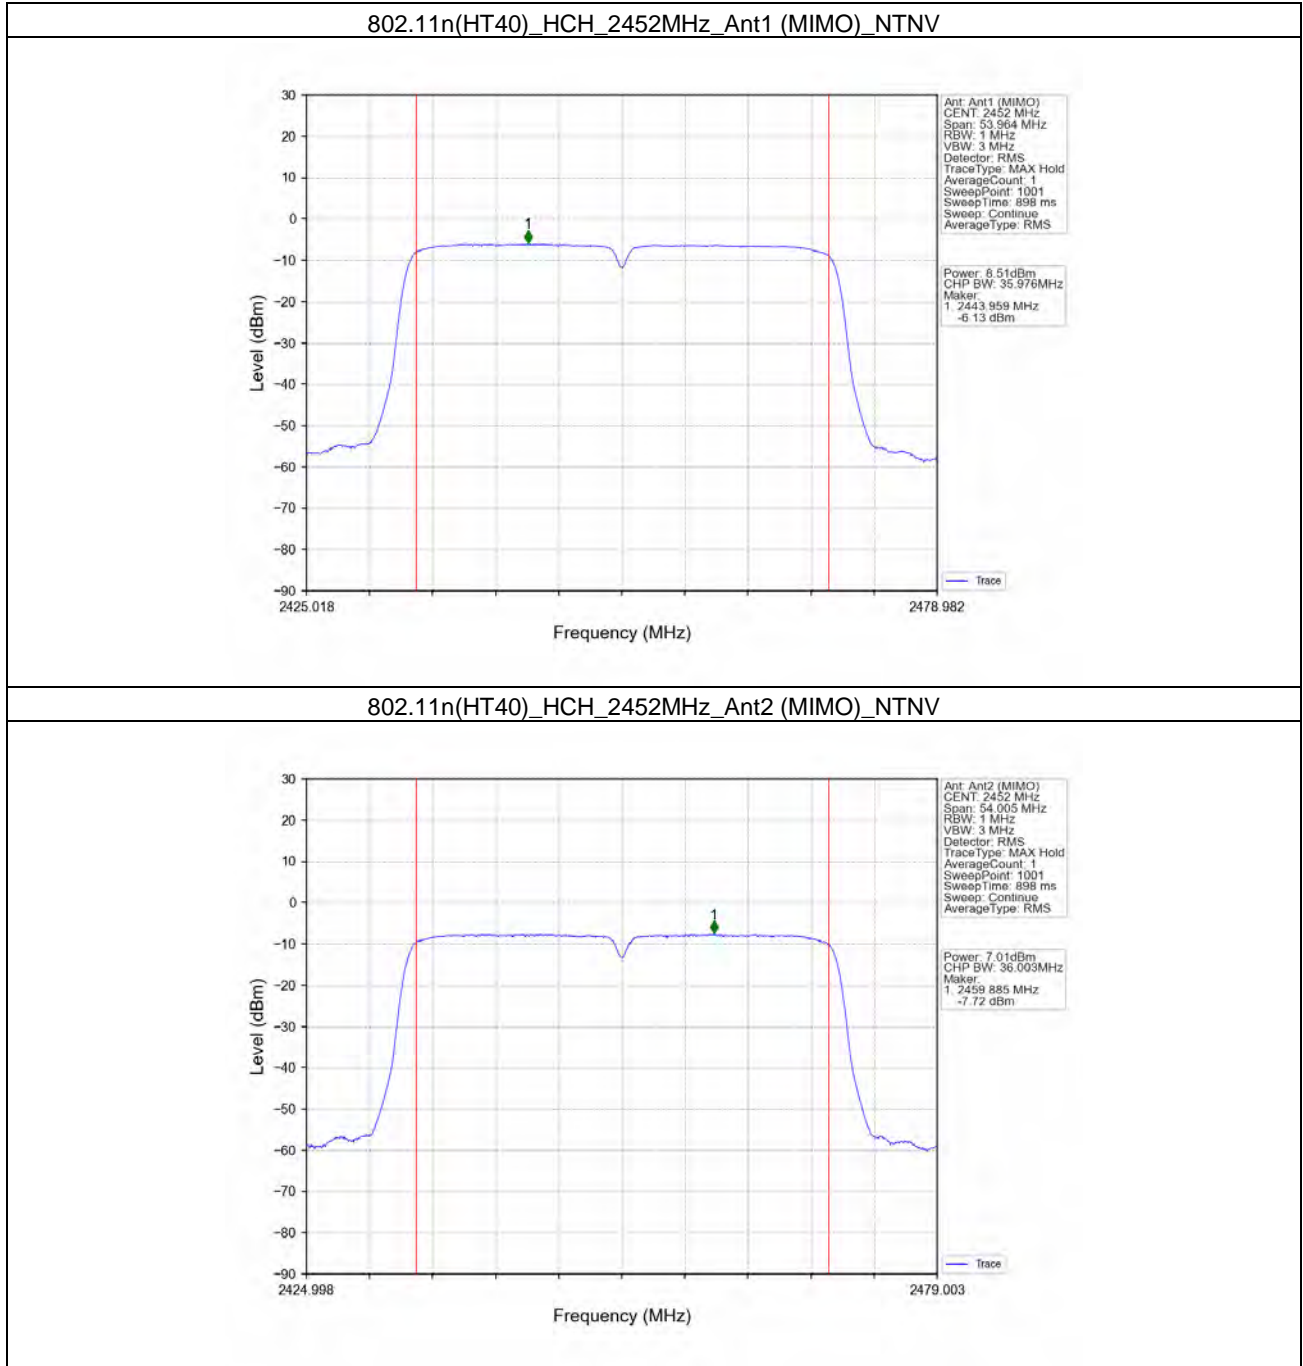 802.11n(HT40)_HCH_2452MHz_Ant1 (MIMO)_NTNV
30
20
10
0
-10
-20
-30
-40
-50
-60
-70
-80
-90
Level (dBm)
1
2425.018
2478.982
Frequency (MHz)
Ant: Ant1 (MIMO)
CENT: 2452 MHz
Span: 53.964 MHz
RBW: 1 MHz
VBW: 3 MHz
Detector: RMS
TraceType: MAX Hold
AverageCount: 1
SweepPoint: 1001
SweepTime: 898 ms
Sweep: Continue
AverageType: RMS
Power: 8.51dBm
CHP BW: 35.976MHz
Maker:
1. 2443.959 MHz
-6.13 dBm
Trace
802.11n(HT40)_HCH_2452MHz_Ant2 (MIMO)_NTNV
30
20
10
0
-10
-20
-30
-40
-50
-60
-70
-80
-90
Level (dBm)
1
2424.998
2479.003
Frequency (MHz)
Ant: Ant2 (MIMO)
CENT: 2452 MHz
Span: 54.005 MHz
RBW: 1 MHz
VBW: 3 MHz
Detector: RMS
TraceType: MAX Hold
AverageCount: 1
SweepPoint: 1001
SweepTime: 898 ms
Sweep: Continue
AverageType: RMS
Power: 7.01dBm
CHP BW: 36.003MHz
Maker:
1. 2459.885 MHz
-7.72 dBm
Trace